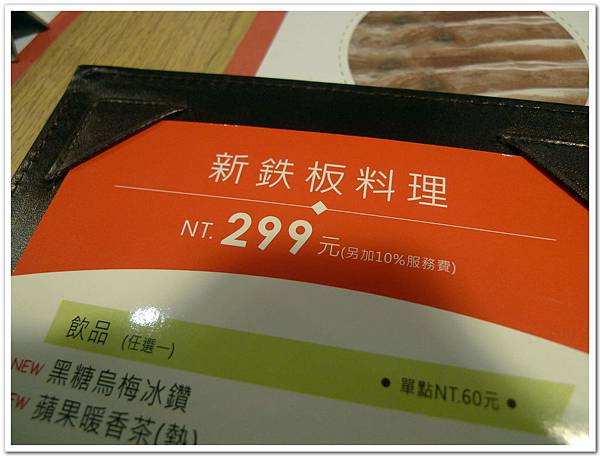 新鉄板料理
NT. 299元(另加10%服務費)
飲品 (任選一)
• 單點NT.60元 •
NEW 黑糖烏梅冰鑽
蘋果暖香茶(熱)